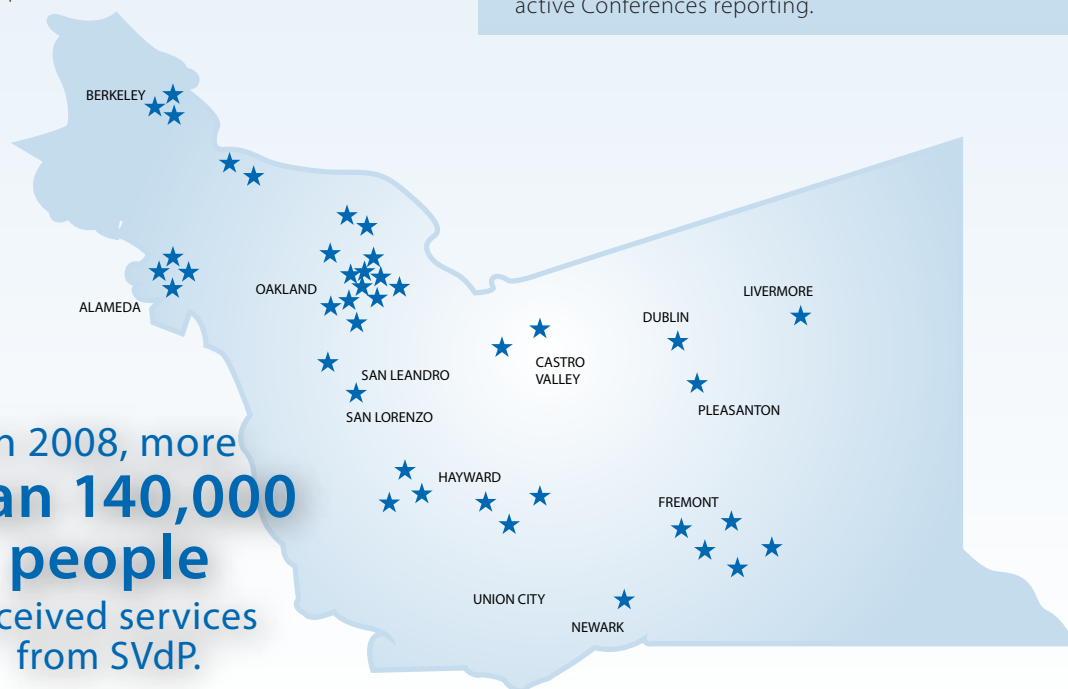 active Conferences reporting.
BERKELEY
ALAMEDA
OAKLAND
SAN LEANDRO
SAN LORENZO
CASTRO
VALLEY
DUBLIN
LIVERMORE
PLEASANTON
HAYWARD
FREMONT
UNION CITY
NEWARK
n 2008, more
an 140,000
people
ceived services
from SVdP.